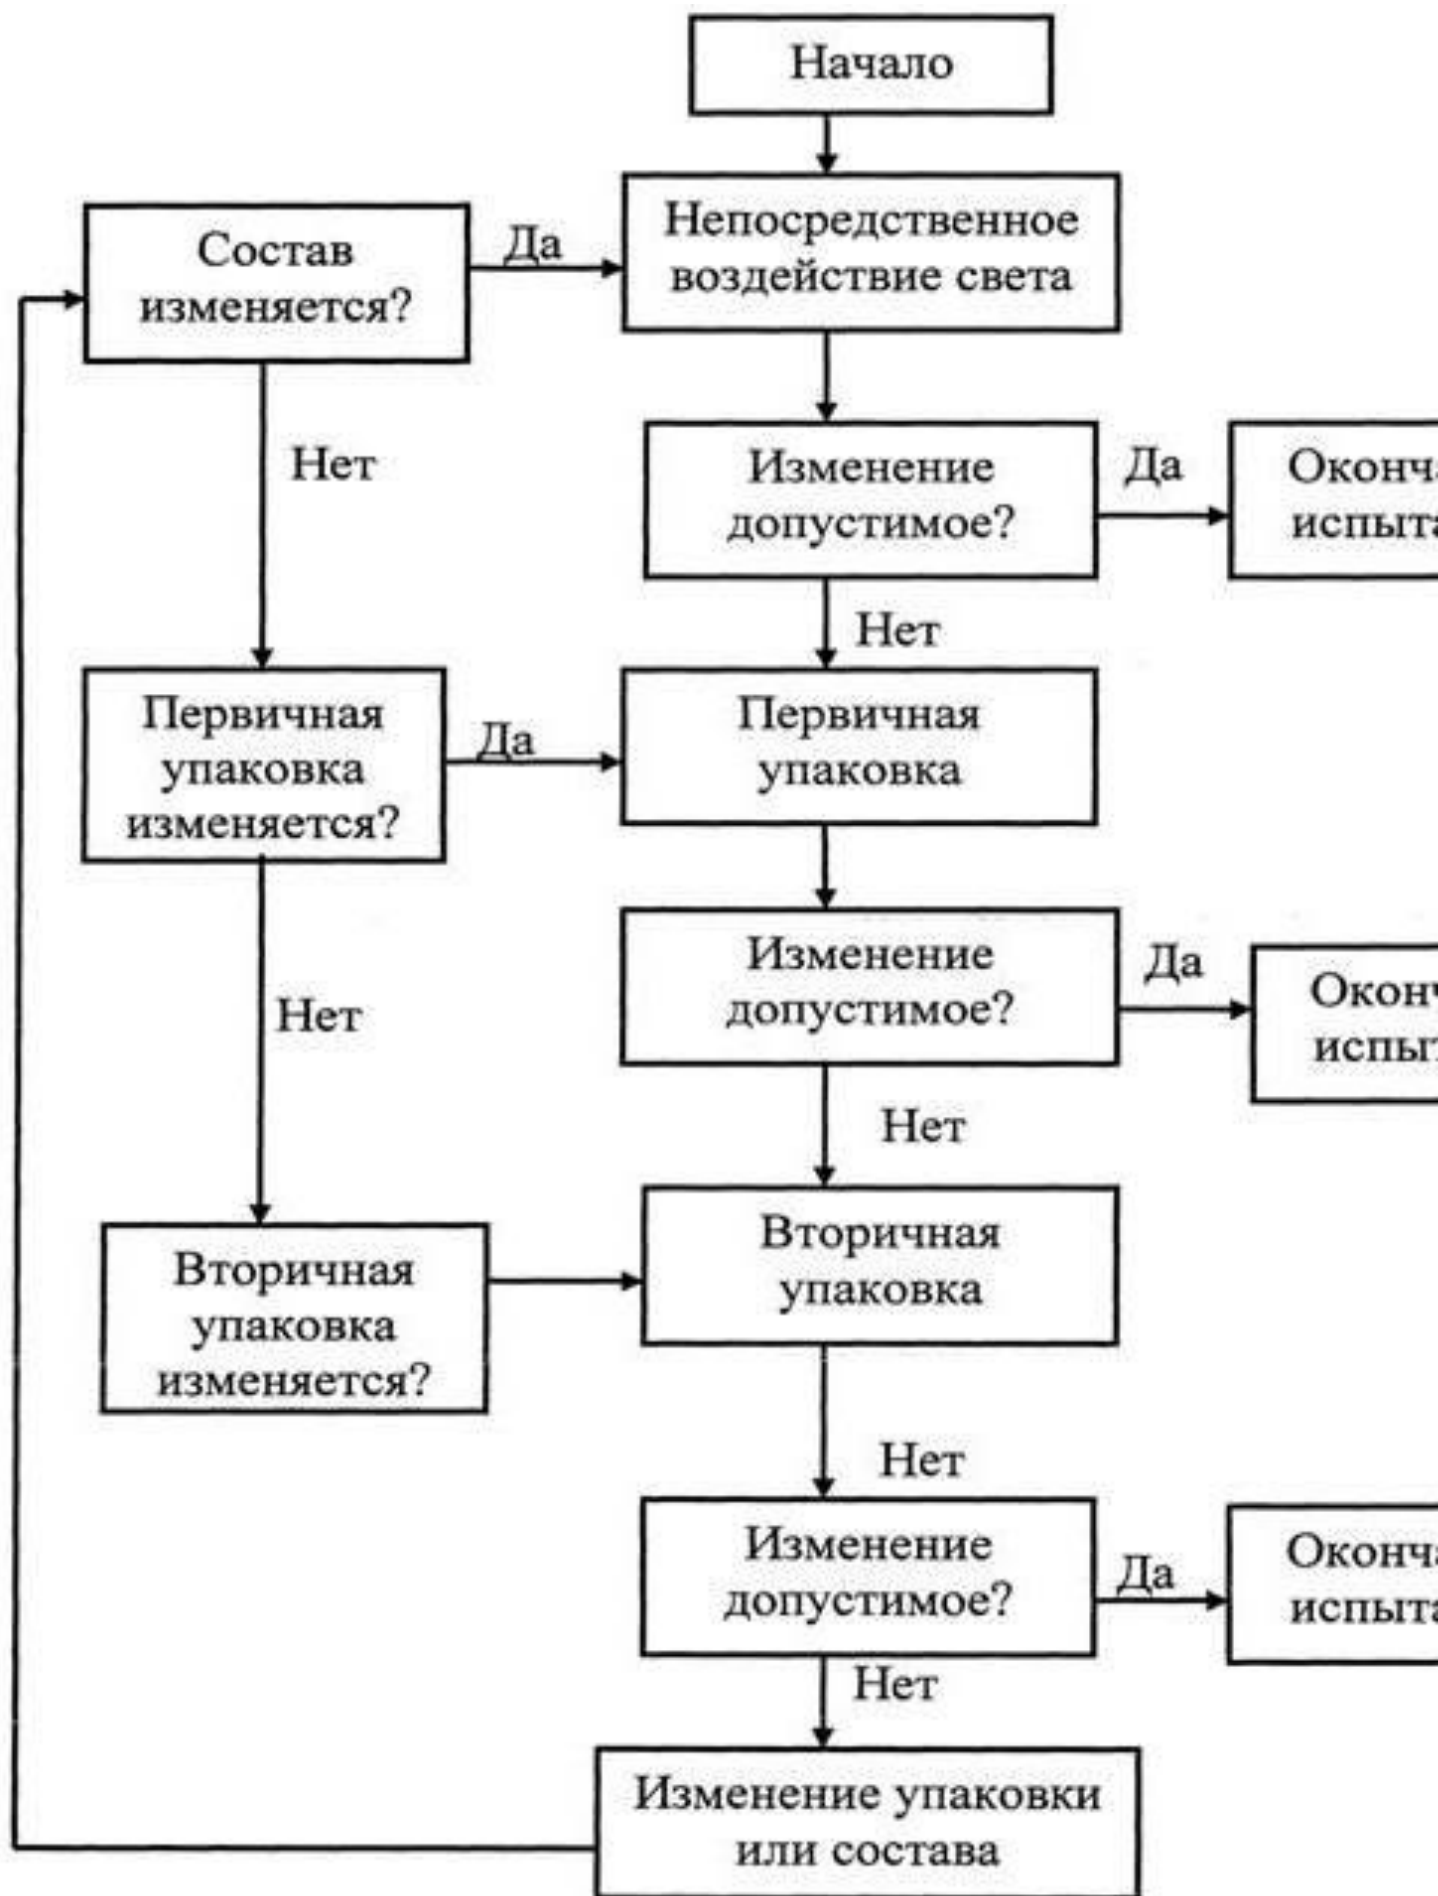 Начало
Состав
изменяется?
Да
Непосредственное
воздействие света
Нет
Изменение
допустимое?
Да
Нет
Первичная
упаковка
изменяется?
Да
Первичная
упаковка
Нет
Изменение
допустимое?
Да
Нет
Вторичная
упаковка
изменяется?
Вторичная
упаковка
Нет
Изменение
допустимое?
Да
Нет
Изменение упаковки
или состава